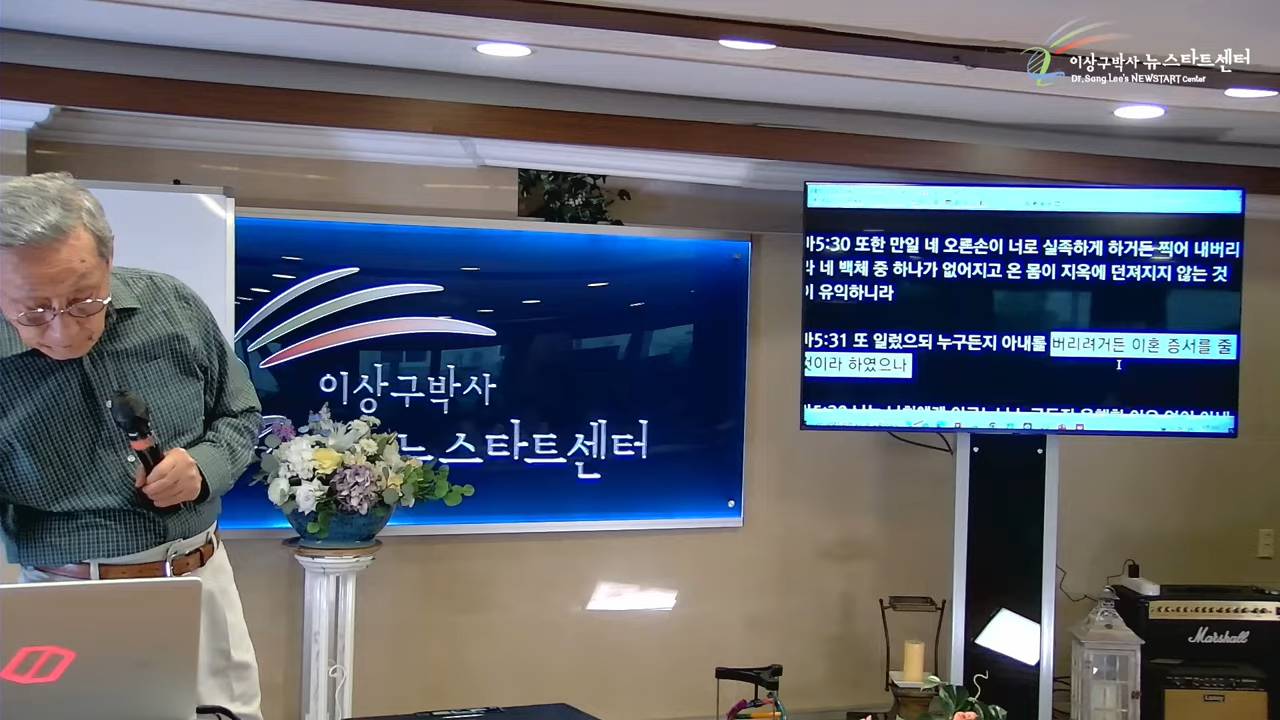 이상구박사 뉴스타트센터
Dr. Sang Lee's NEWSTART Center
이상구박사
뉴스타트센터
마5:30 또한 만일 네 오른손이 너로 실족하게 하거든 찍어 내버리
라 네 백체 중 하나가 없어지고 온 몸이 지옥에 던져지지 않는 것
이 유익하니라
마5:31 또 일렀으되 누구든지 아내를 버리려거든 이혼 증서를 줄
것이라 하였으나
Marshall
Laney